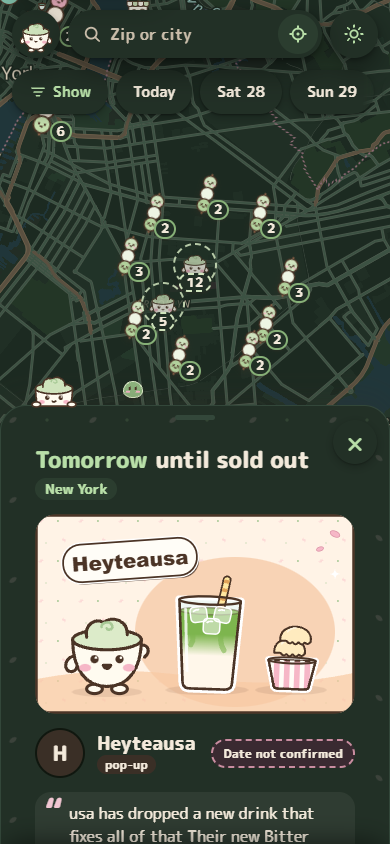 Zip or city
York
Show
Today
Sat 28
Sun 29
6
2
2
2
3
12
3
5
2
2
2
2
Tomorrow until sold out
New York
Heyteausa
H
Heyteausa
Date not confirmed
pop-up
" usa has dropped a new drink that
fixes all of that Their new Bitter